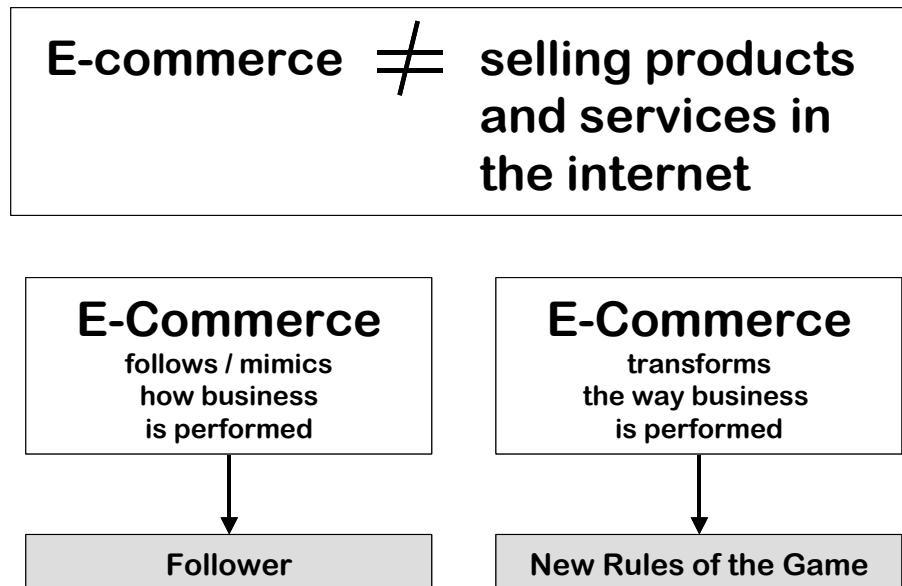 E-commerce ≠ selling products
and services in
the internet
E-Commerce
follows / mimics
how business
is performed
E-Commerce
transforms
the way business
is performed
Follower
New Rules of the Game